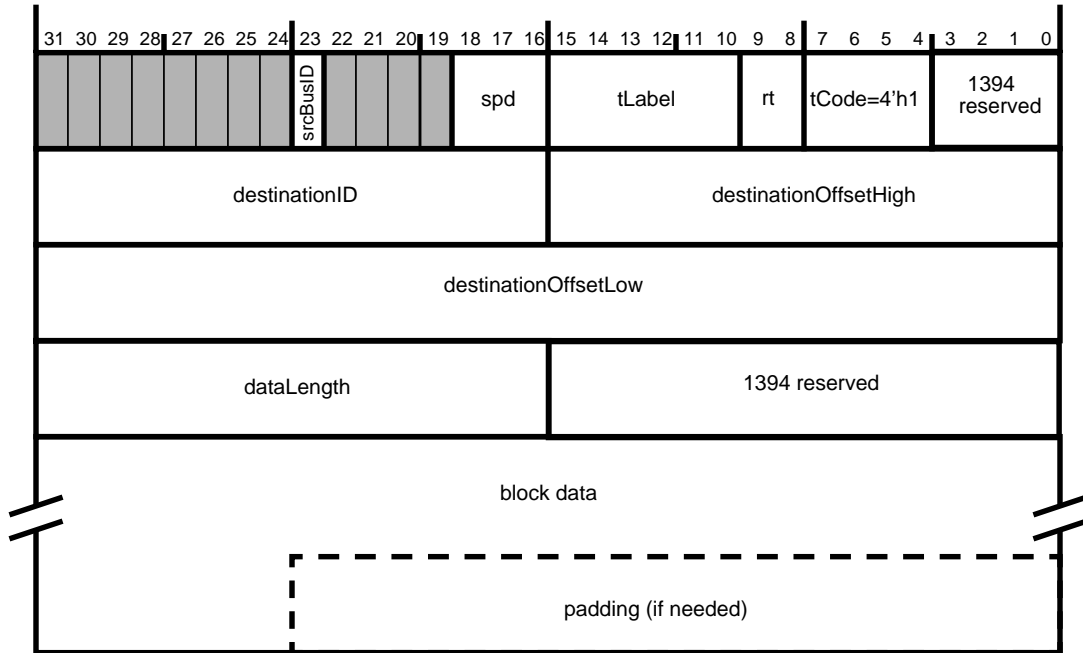 31 30 29 28 27 26 25 24 23 22 21 20 19 18 17 16 15 14 13 12 11 10 9 8 7 6 5 4 3 2 1 0
srcBusID
spd
tLabel
rt
tCode=4’h1
1394
reserved
destinationID
destinationOffsetHigh
destinationOffsetLow
dataLength
1394 reserved
block data
padding (if needed)